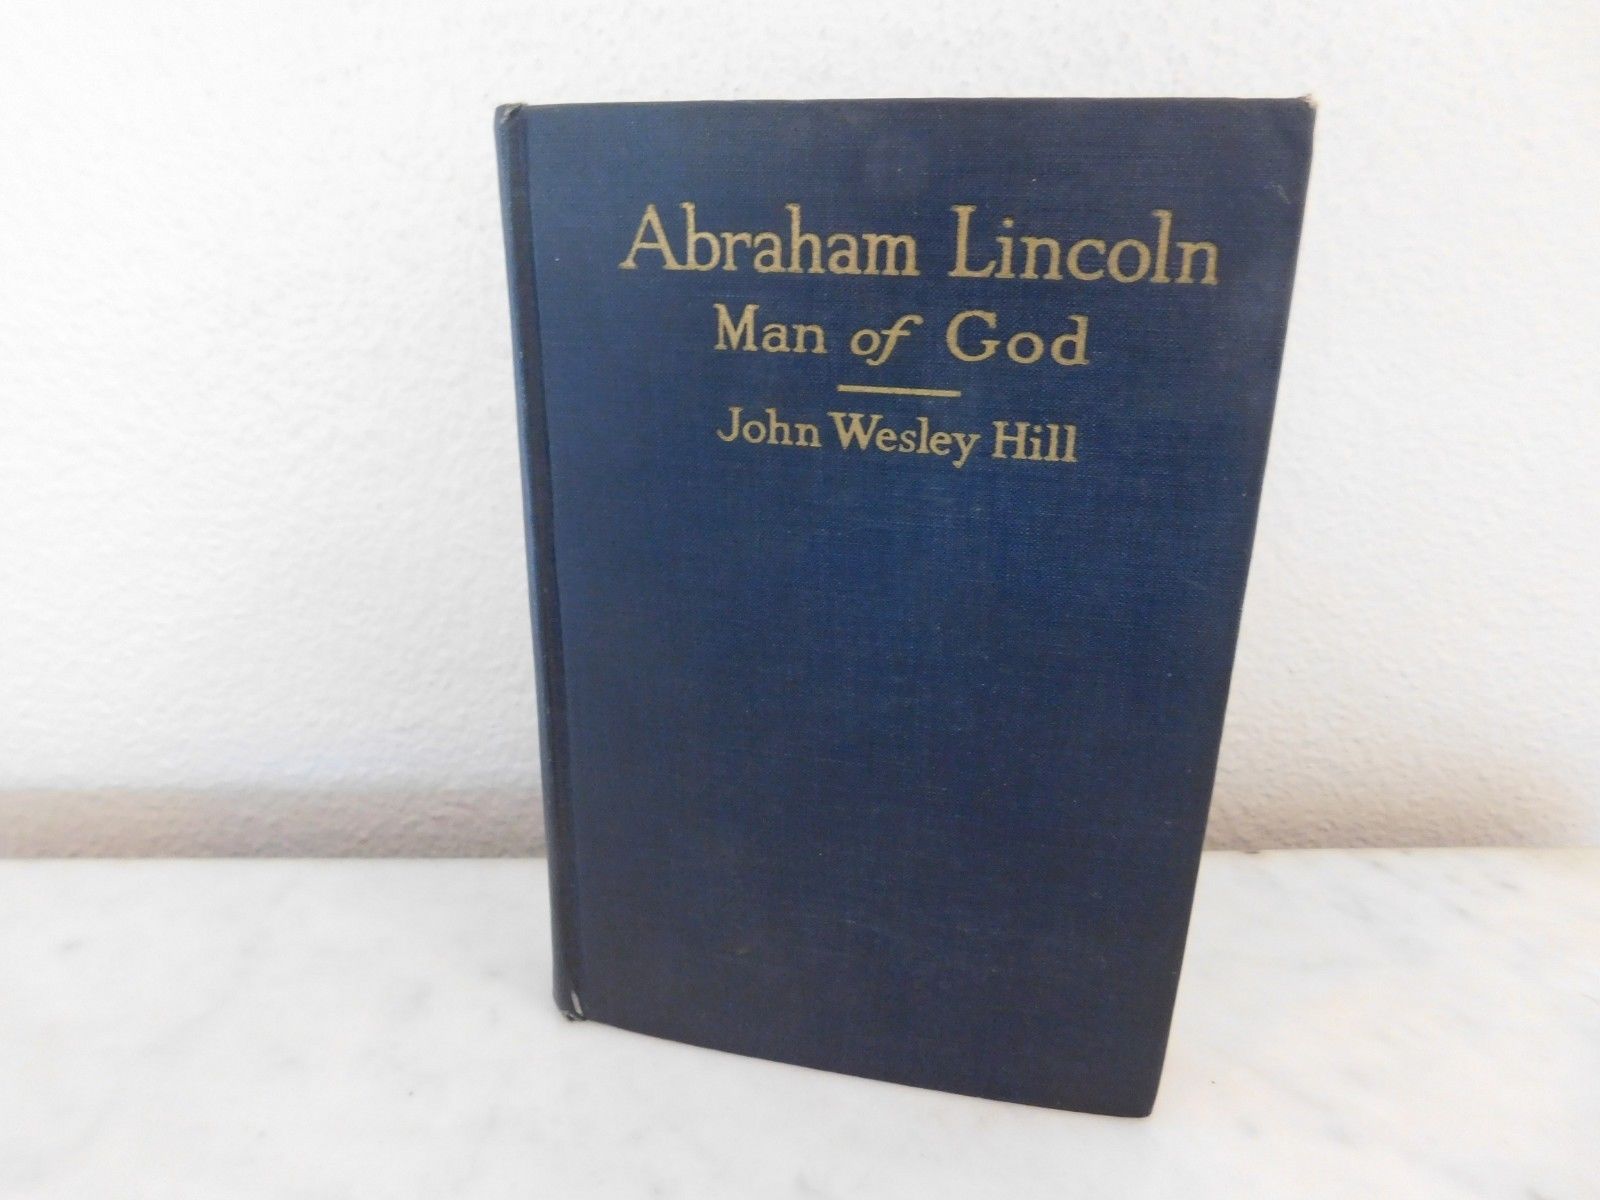 Abraham Lincoln
Man of God
John Wesley Hill